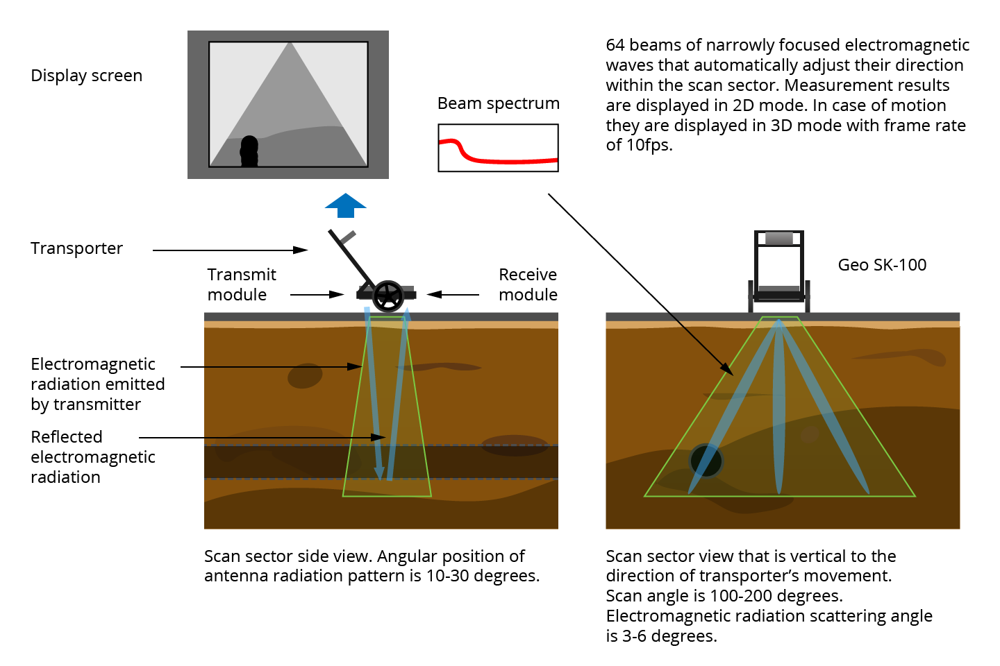 Display screen
64 beams of narrowly focused electromagnetic
waves that automatically adjust their direction
within the scan sector. Measurement results
are displayed in 2D mode. In case of motion
they are displayed in 3D mode with frame rate
of 10fps.
Beam spectrum
Transporter
Transmit
module
Receive
module
Geo SK-100
Electromagnetic
radiation emitted
by transmitter
Reflected
electromagnetic
radiation
Scan sector side view. Angular position of
antenna radiation pattern is 10-30 degrees.
Scan sector view that is vertical to the
direction of transporter’s movement.
Scan angle is 100-200 degrees.
Electromagnetic radiation scattering angle
is 3-6 degrees.